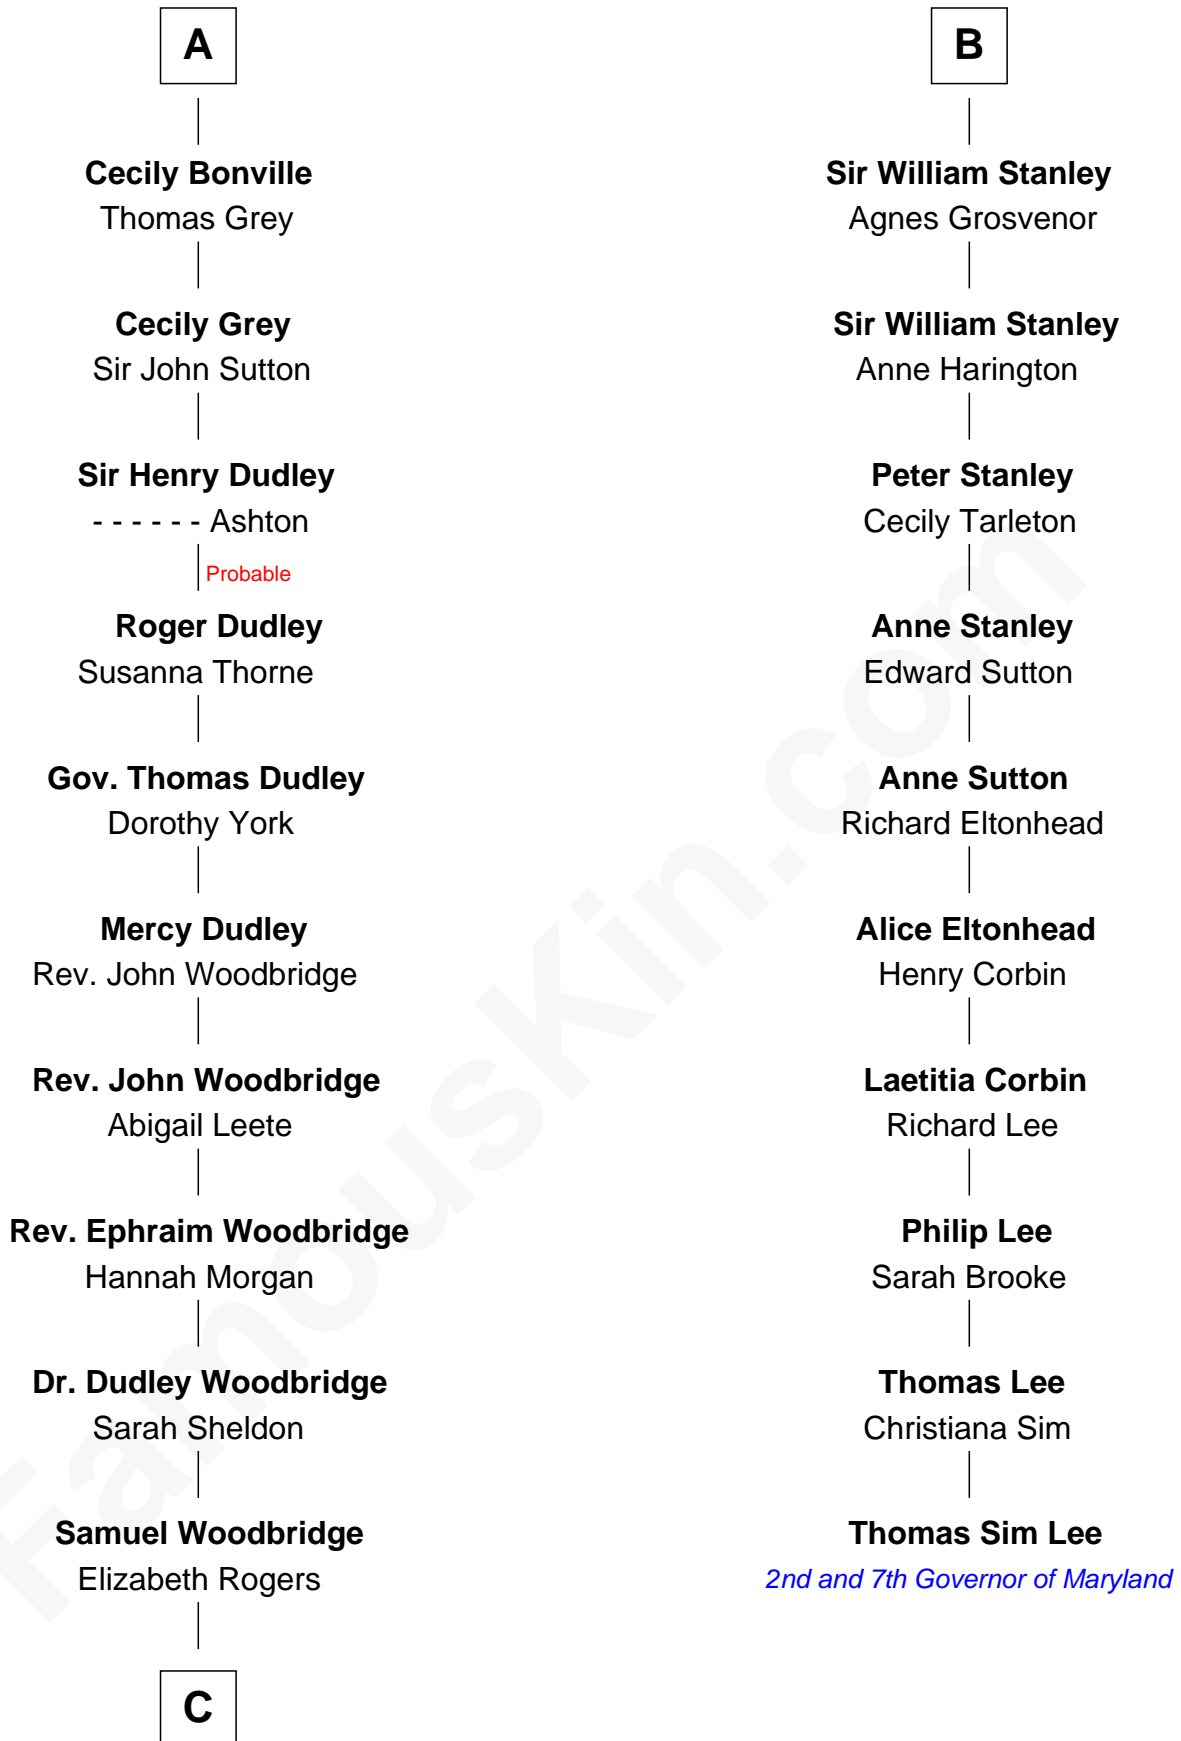 A
Cecily Bonville
Thomas Grey
Cecily Grey
Sir John Sutton
Sir Henry Dudley
- - - - - - Ashton
Probable
Roger Dudley
Susanna Thorne
Gov. Thomas Dudley
Dorothy York
Mercy Dudley
Rev. John Woodbridge
Rev. John Woodbridge
Abigail Leete
Rev. Ephraim Woodbridge
Hannah Morgan
Dr. Dudley Woodbridge
Sarah Sheldon
Samuel Woodbridge
Elizabeth Rogers
C
B
Sir William Stanley
Agnes Grosvenor
Sir William Stanley
Anne Harington
Peter Stanley
Cecily Tarleton
Anne Stanley
Edward Sutton
Anne Sutton
Richard Eltonhead
Alice Eltonhead
Henry Corbin
Laetitia Corbin
Richard Lee
Philip Lee
Sarah Brooke
Thomas Lee
Christiana Sim
Thomas Sim Lee
2nd and 7th Governor of Maryland
FamousKin.com